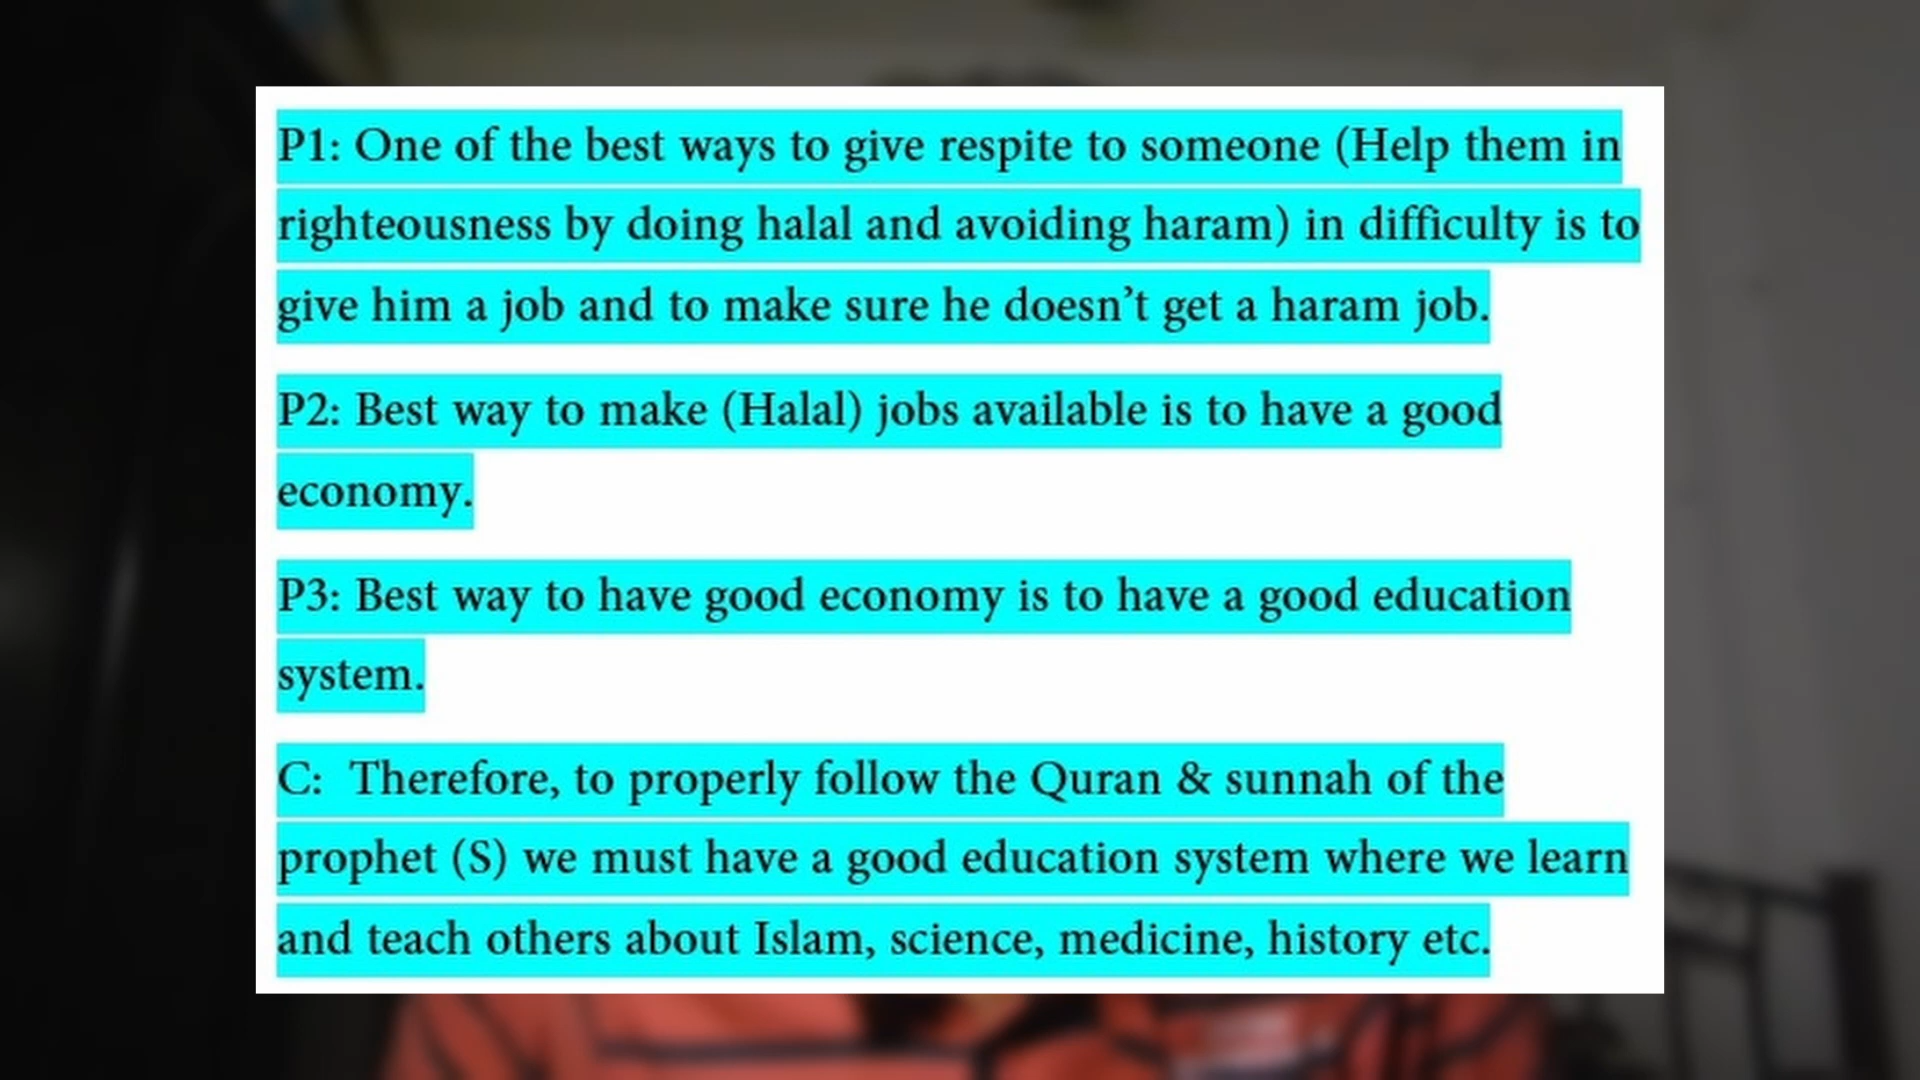 P1: One of the best ways to give respite to someone (Help them in
righteousness by doing halal and avoiding haram) in difficulty is to
give him a job and to make sure he doesn’t get a haram job.
P2: Best way to make (Halal) jobs available is to have a good
economy.
P3: Best way to have good economy is to have a good education
system.
C:  Therefore, to properly follow the Quran & sunnah of the
prophet (S) we must have a good education system where we learn
and teach others about Islam, science, medicine, history etc.